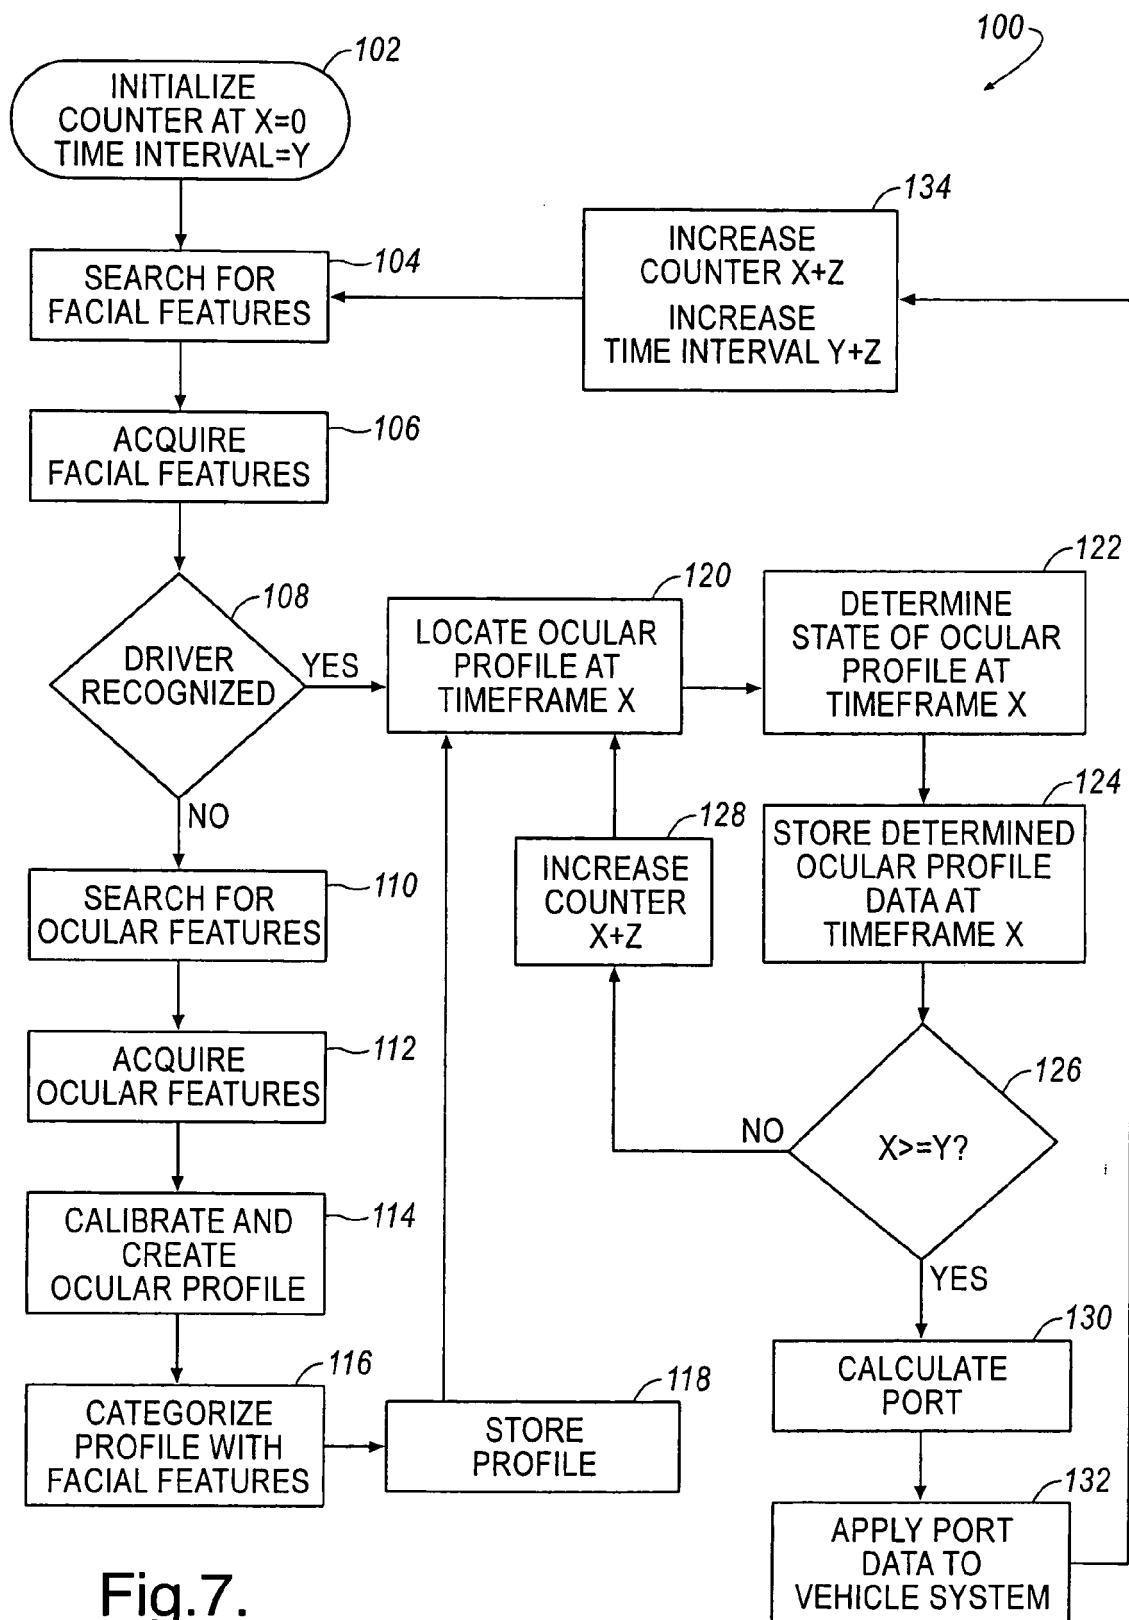 100
102
INITIALIZE
COUNTER AT X=0
TIME INTERVAL=Y
134
INCREASE
COUNTER X+Z
INCREASE
TIME INTERVAL Y+Z
104
SEARCH FOR
FACIAL FEATURES
106
ACQUIRE
FACIAL FEATURES
108
DRIVER
RECOGNIZED
YES
NO
120
LOCATE OCULAR
PROFILE AT
TIMEFRAME X
122
DETERMINE
STATE OF OCULAR
PROFILE AT
TIMEFRAME X
124
STORE DETERMINED
OCULAR PROFILE
DATA AT
TIMEFRAME X
128
INCREASE
COUNTER
X+Z
110
SEARCH FOR
OCULAR FEATURES
112
ACQUIRE
OCULAR FEATURES
126
X>=Y?
NO
YES
114
CALIBRATE AND
CREATE
OCULAR PROFILE
116
CATEGORIZE
PROFILE WITH
FACIAL FEATURES
118
STORE
PROFILE
130
CALCULATE
PORT
132
APPLY PORT
DATA TO
VEHICLE SYSTEM
Fig.7.